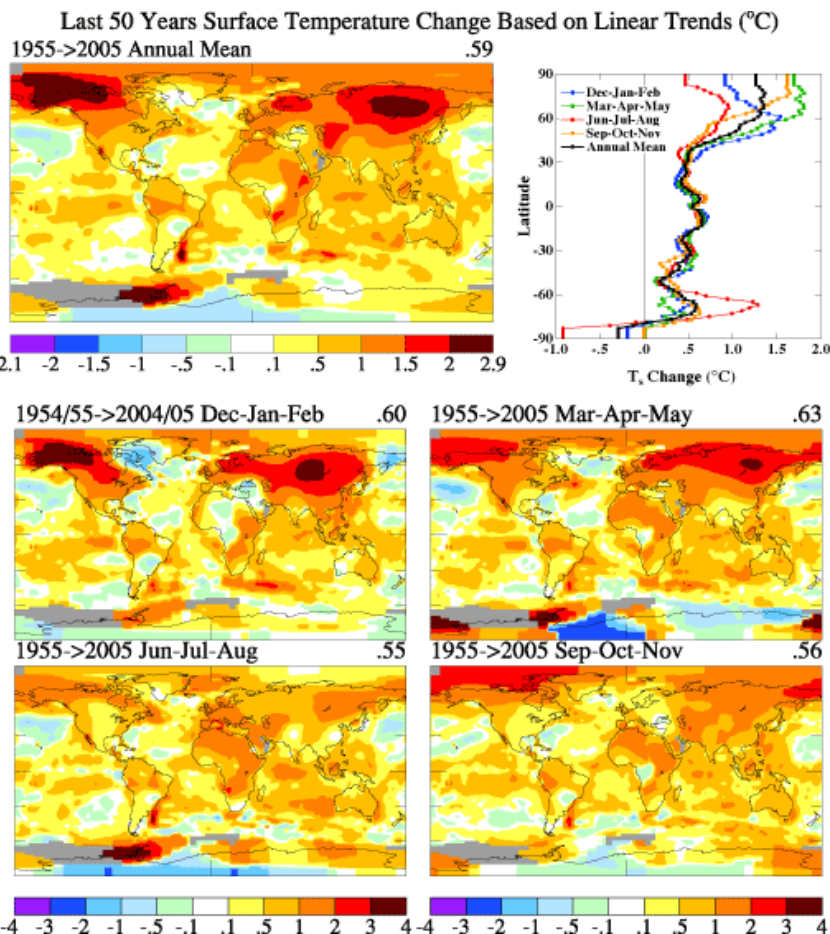 Last 50 Years Surface Temperature Change Based on Linear Trends (°C)
1955->2005 Annual Mean .59
2.1 -2 -1.5 -1 -.5 -.1 .1 .5 1 1.5 2 2.9
90
60
30
0
-30
-60
-90
Latitude
Dec-Jan-Feb
Mar-Apr-May
Jun-Jul-Aug
Sep-Oct-Nov
Annual Mean
-1.0 -.5 .0 .5 1.0 1.5 2.0
Ts Change (°C)
1954/55->2004/05 Dec-Jan-Feb .60
1955->2005 Mar-Apr-May .63
1955->2005 Jun-Jul-Aug .55
1955->2005 Sep-Oct-Nov .56
-4 -3 -2 -1 -.5 -.1 .1 .5 1 2 3 4
-4 -3 -2 -1 -.5 -.1 .1 .5 1 2 3 4